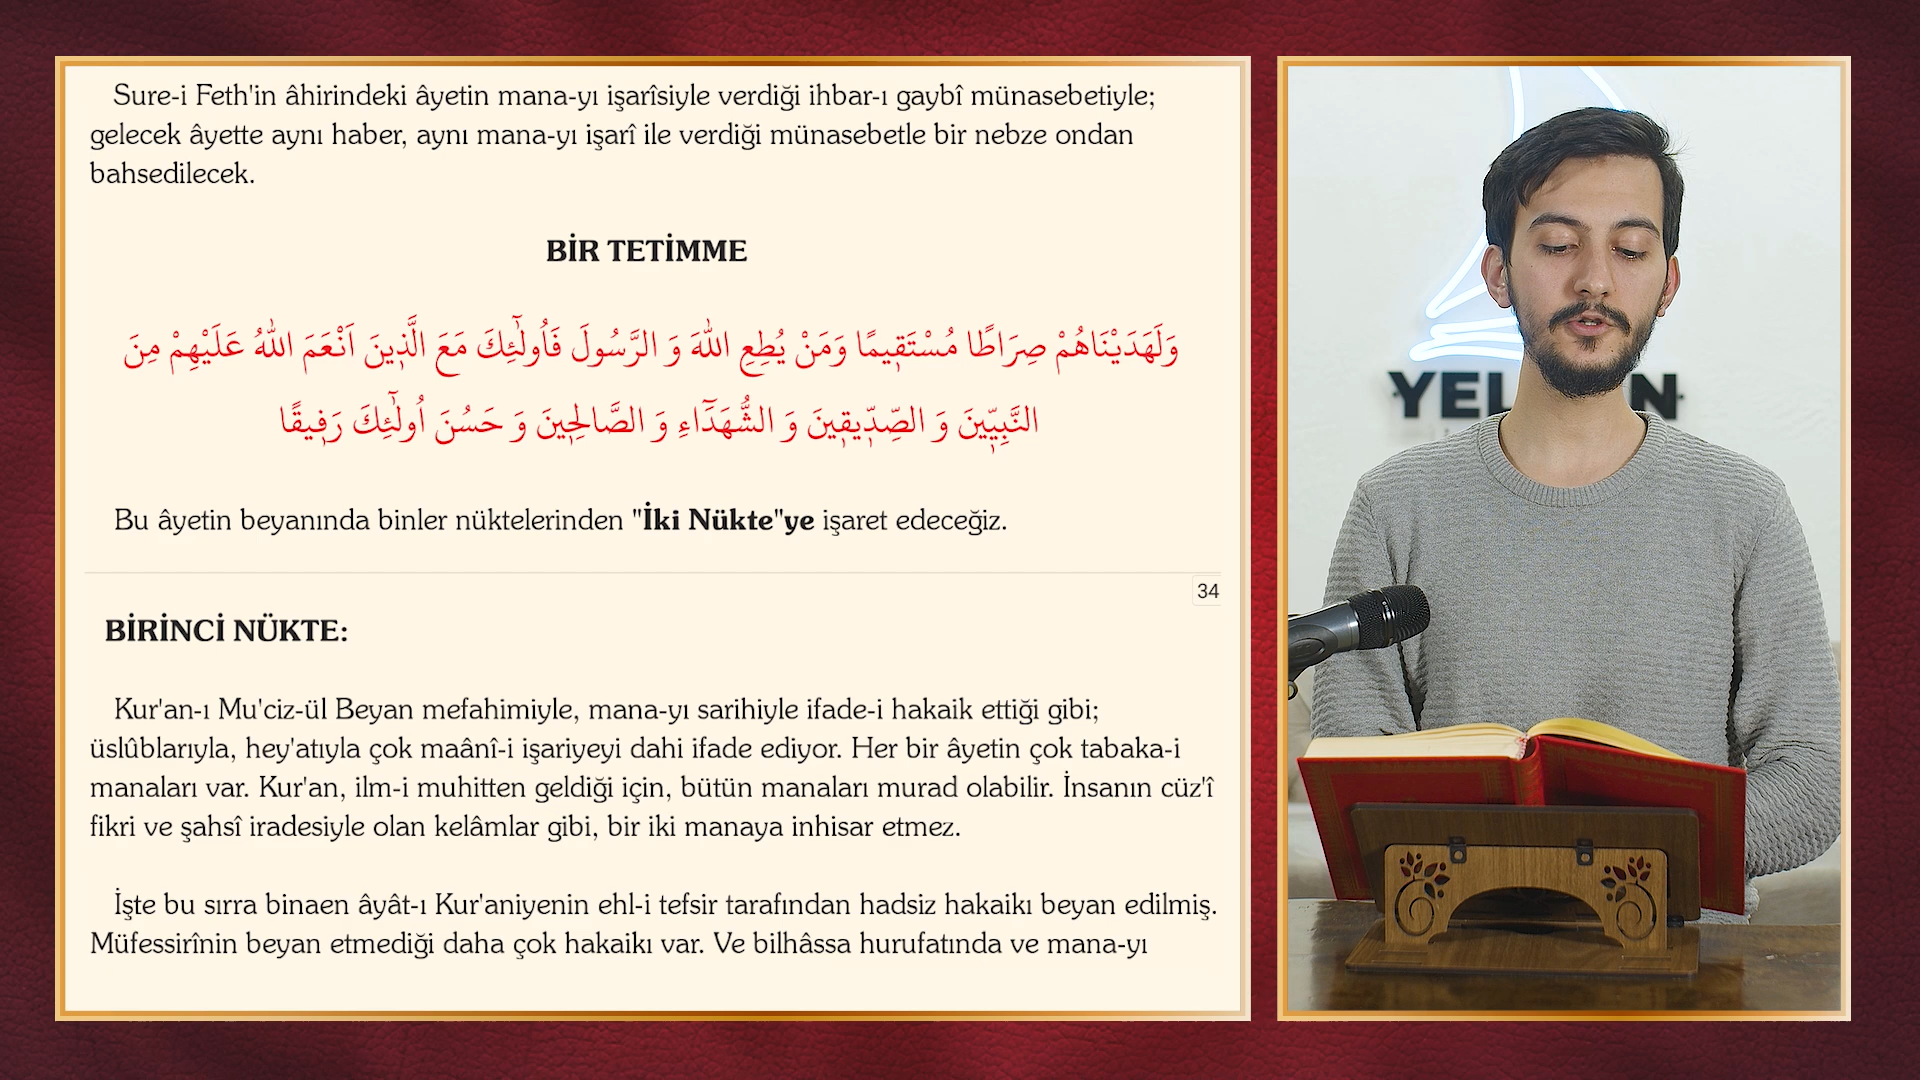 Sure-i Feth'in âhirindeki âyetin mana-yı işarîsiyle verdiği ihbar-ı gaybî münasebetiyle;
gelecek âyette aynı haber, aynı mana-yı işarî ile verdiği münasebetle bir nebze ondan
bahsedilecek.
BİR TETİMME
وَلَهَدَيْنَاهُمْ صِرَاطًا مُسْتَقٖيمًا وَمَنْ يُطِعِ اللّٰهَ وَ الرَّسُولَ فَاُولٰٓئِكَ مَعَ الَّذٖينَ اَنْعَمَ اللّٰهُ عَلَيْهِمْ مِنَ
النَّبِيّٖينَ وَ الصِّدّٖيقٖينَ وَ الشُّهَدَٓاءِ وَ الصَّالِحٖينَ وَ حَسُنَ اُولٰٓئِكَ رَفٖيقًا
Bu âyetin beyanında binler nüktelerinden "İki Nükte"ye işaret edeceğiz.
34
BİRİNCİ NÜKTE:
Kur'an-ı Mu'ciz-ül Beyan mefahimiyle, mana-yı sarihiyle ifade-i hakaik ettiği gibi;
üslûblarıyla, hey'atıyla çok maânî-i işariyeyi dahi ifade ediyor. Her bir âyetin çok tabaka-i
manaları var. Kur'an, ilm-i muhitten geldiği için, bütün manaları murad olabilir. İnsanın cüz'î
fikri ve şahsî iradesiyle olan kelâmlar gibi, bir iki manaya inhisar etmez.
İşte bu sırra binaen âyât-ı Kur'aniyenin ehl-i tefsir tarafından hadsiz hakaikı beyan edilmiş.
Müfessirînin beyan etmediği daha çok hakaikı var. Ve bilhâssa hurufatında ve mana-yı